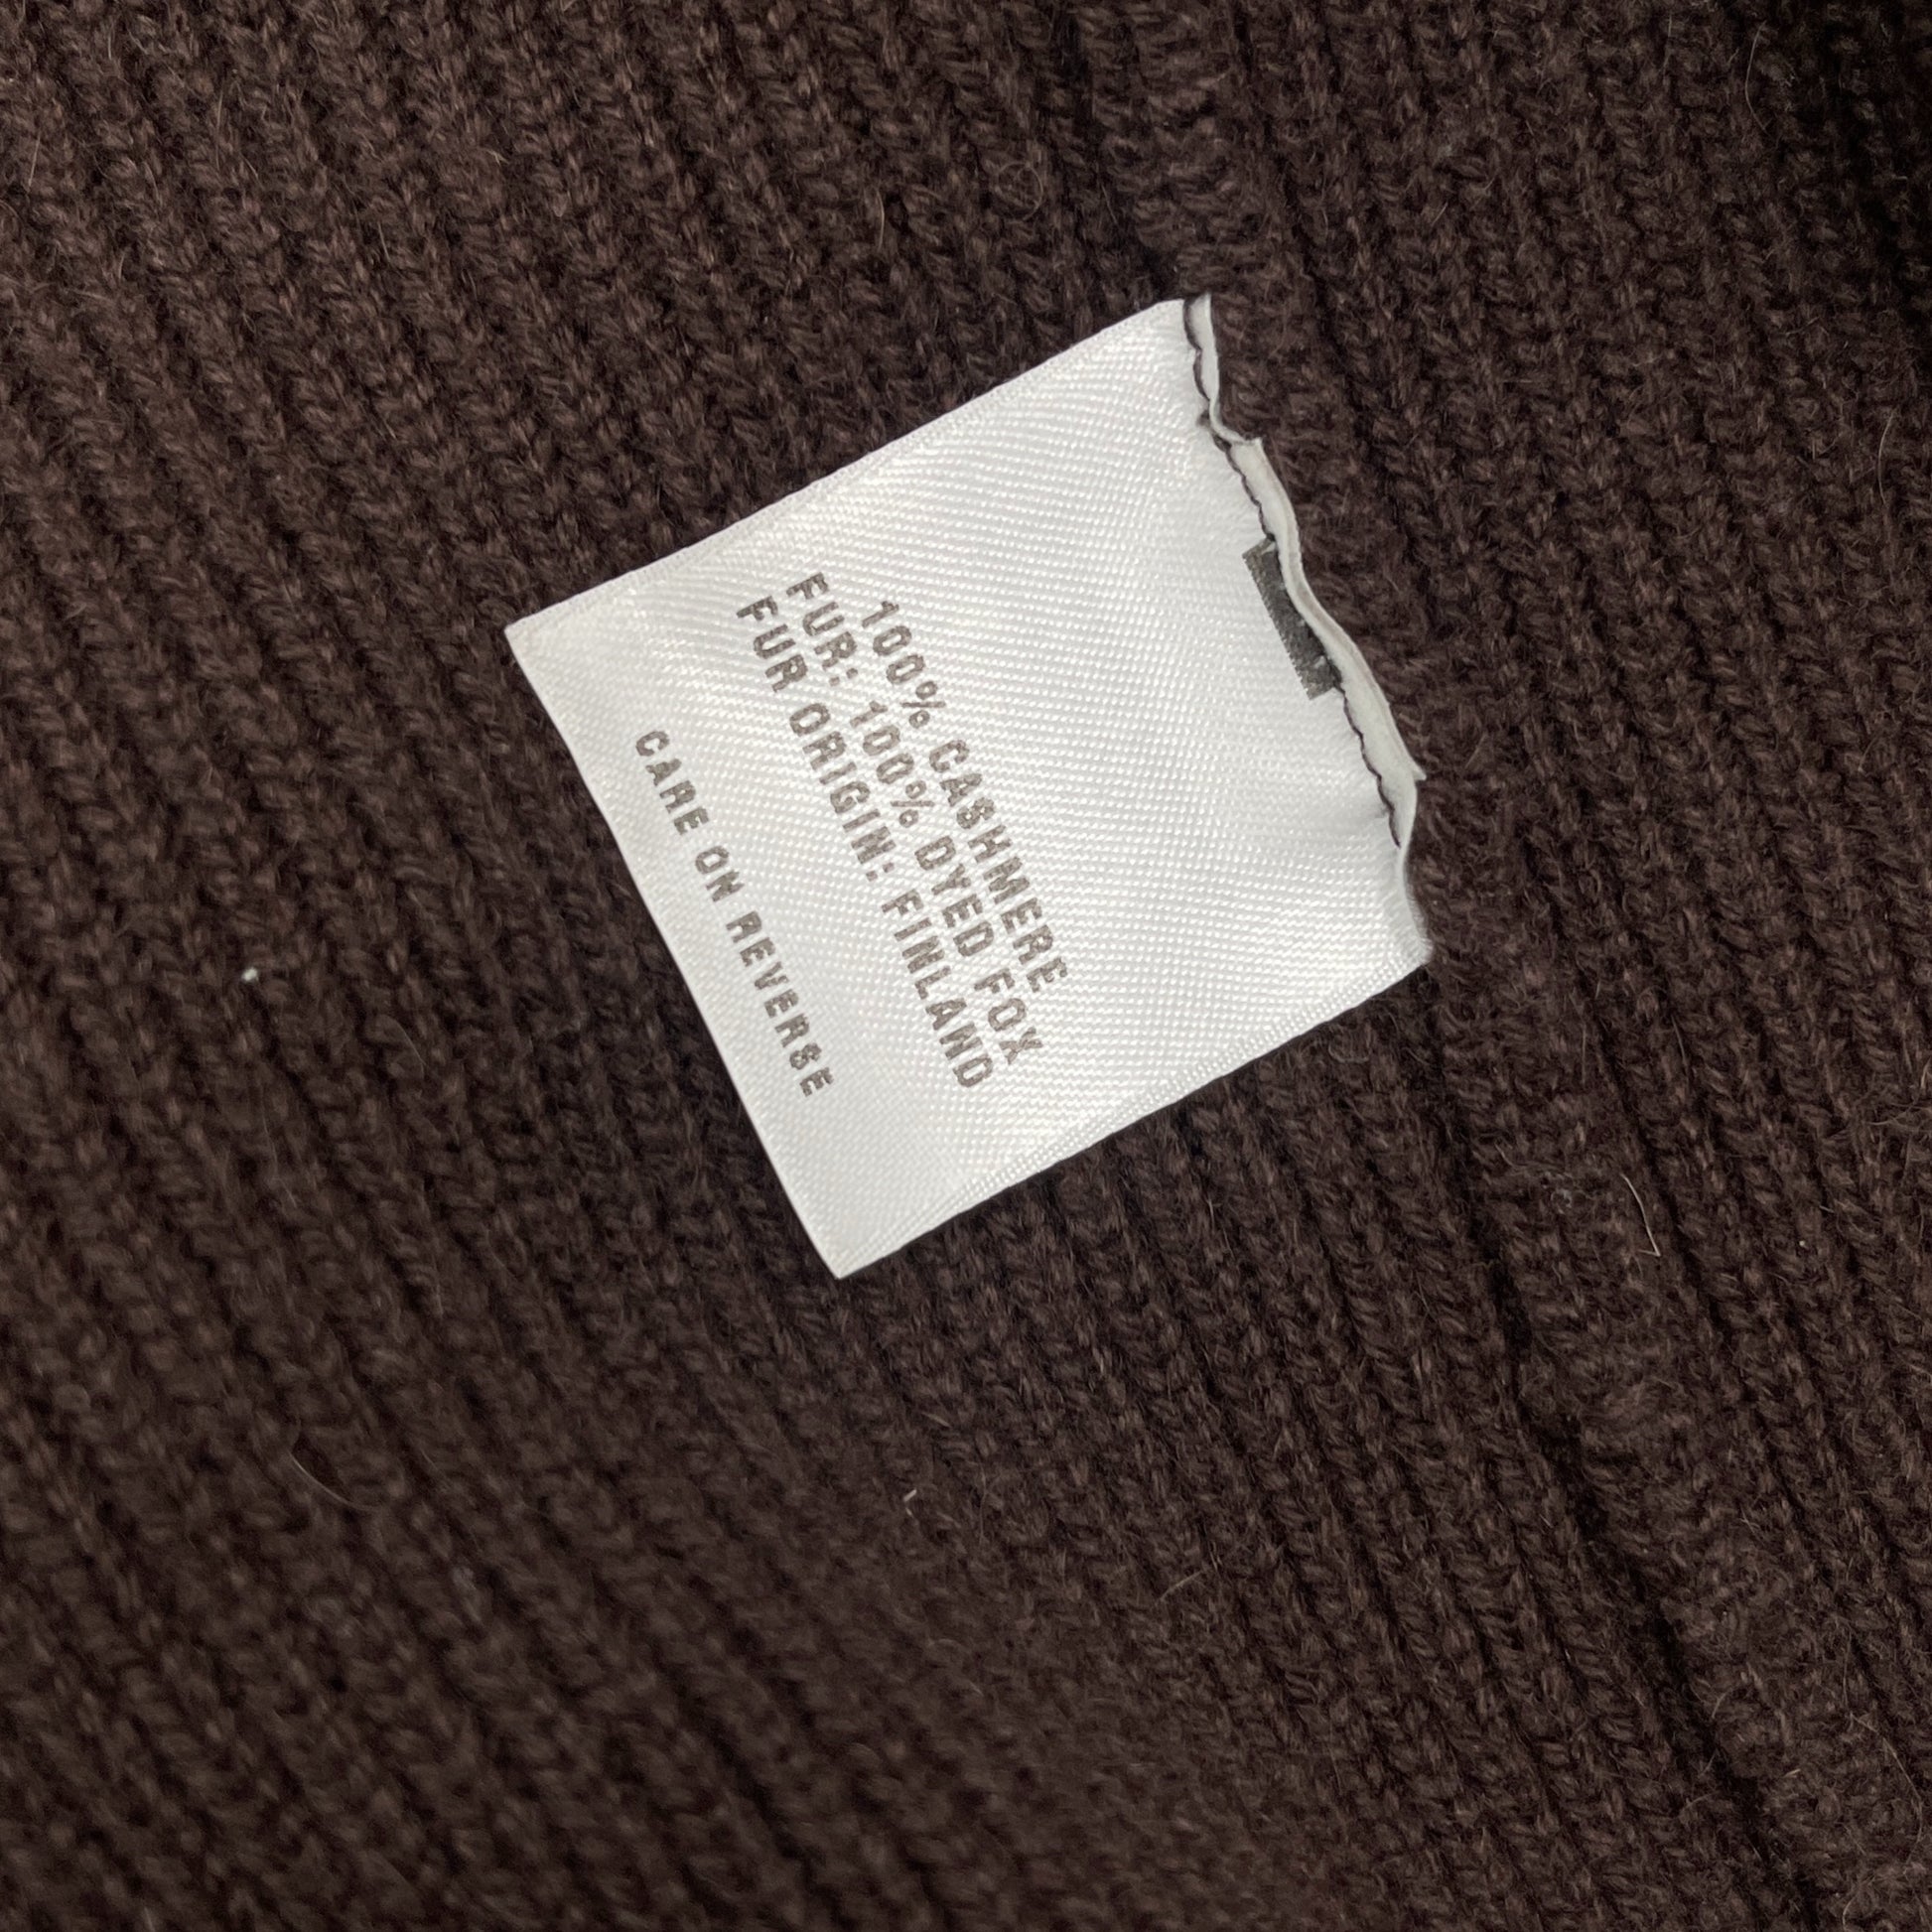 100% CASHMERE
FUR: 100% DYED FOX
FUR ORIGIN: FINLAND
CARE ON REVERSE